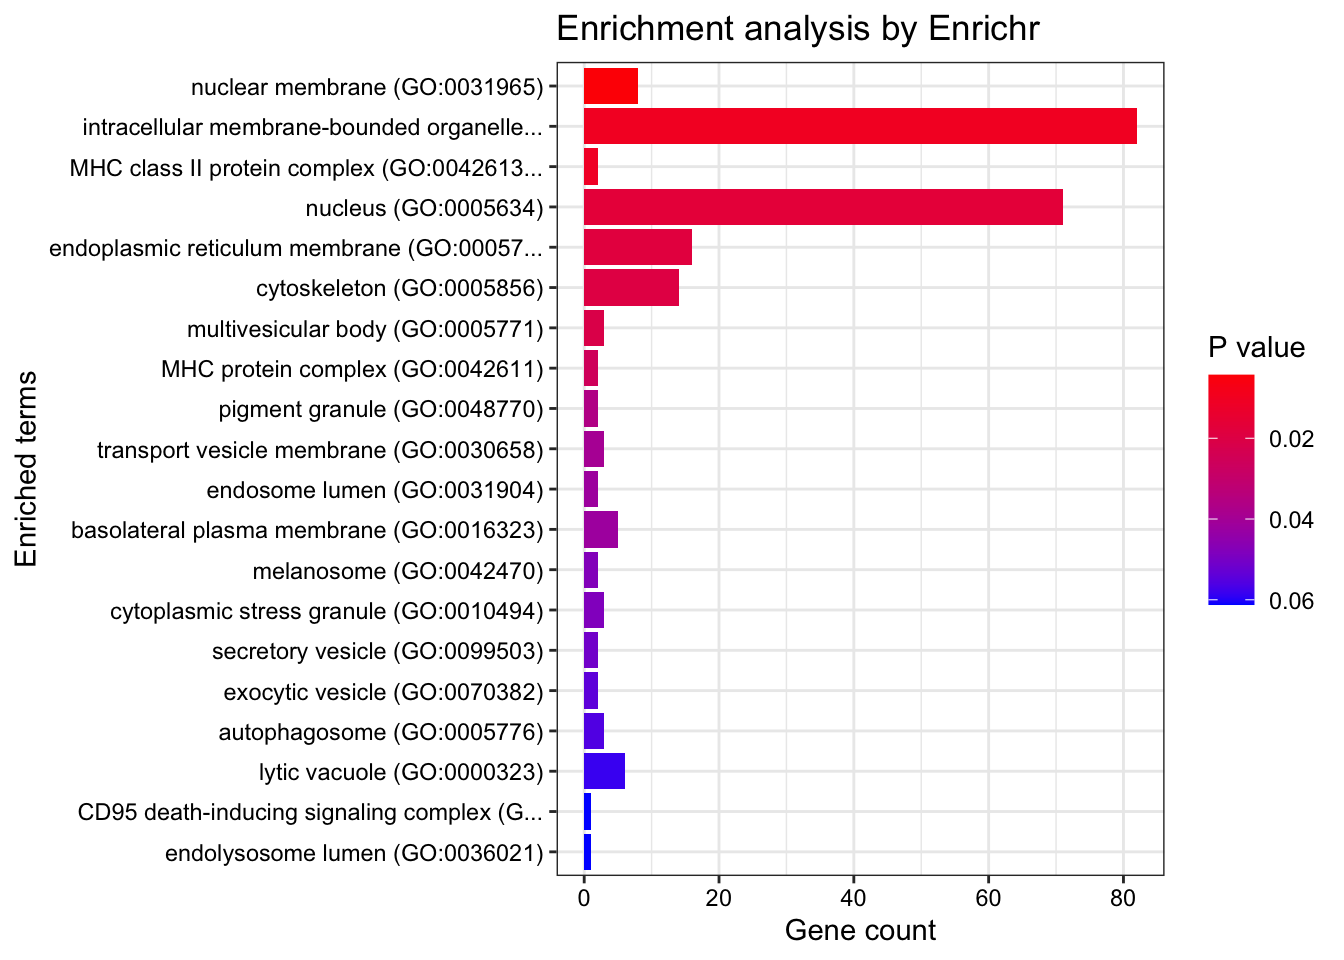 Enrichment analysis by Enrichr
Enriched terms
nuclear membrane (GO:0031965)
intracellular membrane-bounded organelle...
MHC class II protein complex (GO:0042613...
nucleus (GO:0005634)
endoplasmic reticulum membrane (GO:00057...
cytoskeleton (GO:0005856)
multivesicular body (GO:0005771)
MHC protein complex (GO:0042611)
pigment granule (GO:0048770)
transport vesicle membrane (GO:0030658)
endosome lumen (GO:0031904)
basolateral plasma membrane (GO:0016323)
melanosome (GO:0042470)
cytoplasmic stress granule (GO:0010494)
secretory vesicle (GO:0099503)
exocytic vesicle (GO:0070382)
autophagosome (GO:0005776)
lytic vacuole (GO:0000323)
CD95 death-inducing signaling complex (G...
endolysosome lumen (GO:0036021)
0 20 40 60 80
Gene count
P value
0.02
0.04
0.06